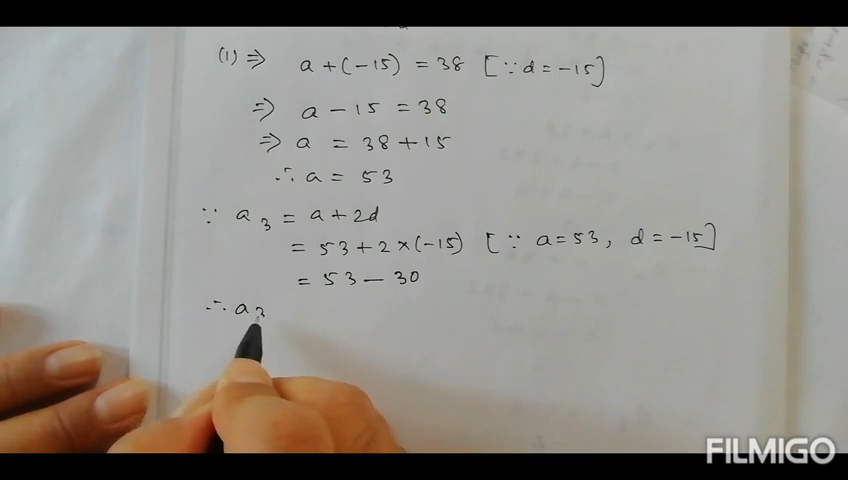 (1) ⇒ a + (-15) = 38 [∵ d = -15]
⇒ a - 15 = 38
⇒ a = 38 + 15
∴ a = 53
∵ a₃ = a + 2d
= 53 + 2 × (-15) [∵ a = 53, d = -15]
= 53 - 30
∴ a₃
FILMIGO